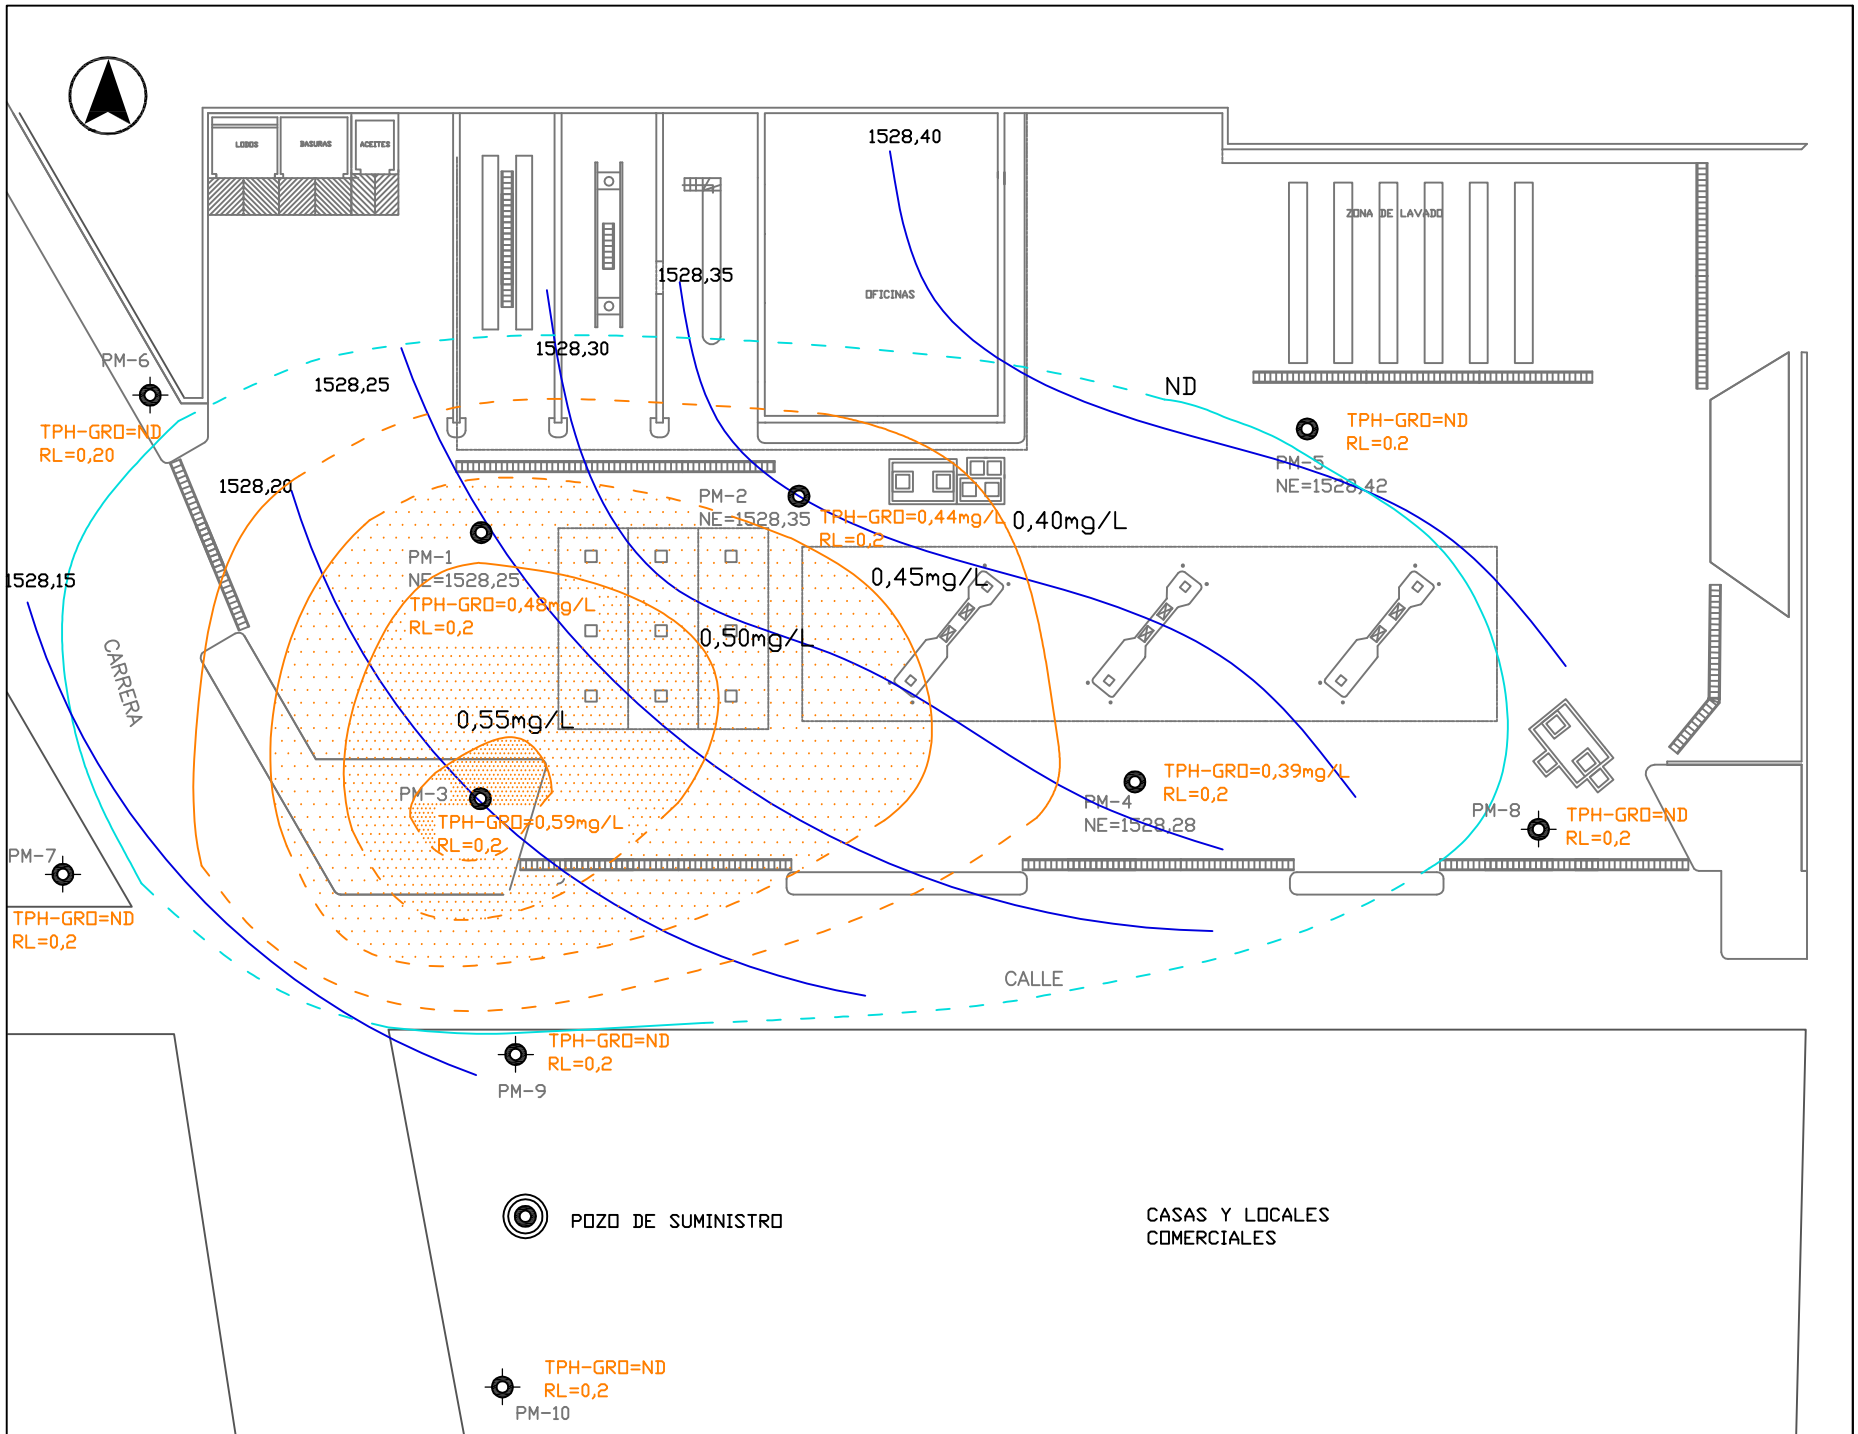 LODOS
BASURAS
ACEITES
1528,40
ZONA DE LAVADO
1528,35
OFICINAS
1528,30
PM-6
1528,25
ND
TPH-GRO=ND
RL=0,20
TPH-GRO=ND
RL=0.2
PM-5
NE=1528,42
1528,20
PM-2
NE=1528,35
TPH-GRO=0,44mg/L
RL=0,2
0,40mg/L
PM-1
NE=1528,25
TPH-GRO=0,48mg/L
RL=0,2
0,45mg/L
1528,15
0,50mg/L
CARRERA
0,55mg/L
PM-3
TPH-GRO=0,59mg/L
RL=0,2
TPH-GRO=0,39mg/L
RL=0,2
PM-4
NE=1528,28
PM-8
TPH-GRO=ND
RL=0,2
PM-7
TPH-GRO=ND
RL=0,2
CALLE
TPH-GRO=ND
RL=0,2
PM-9
POZO DE SUMINISTRO
CASAS Y LOCALES
COMERCIALES
TPH-GRO=ND
RL=0,2
PM-10